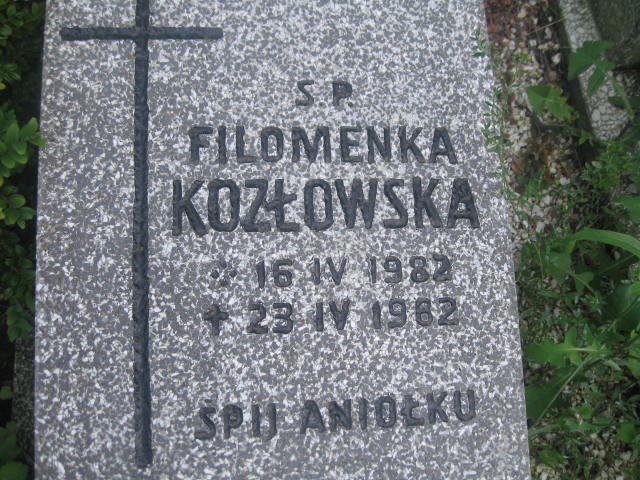 Ś P.
FILOMENKA
KOZŁOWSKA
* 16 IV 1982
+ 23 IV 1982
ŚPIJ ANIOŁKU